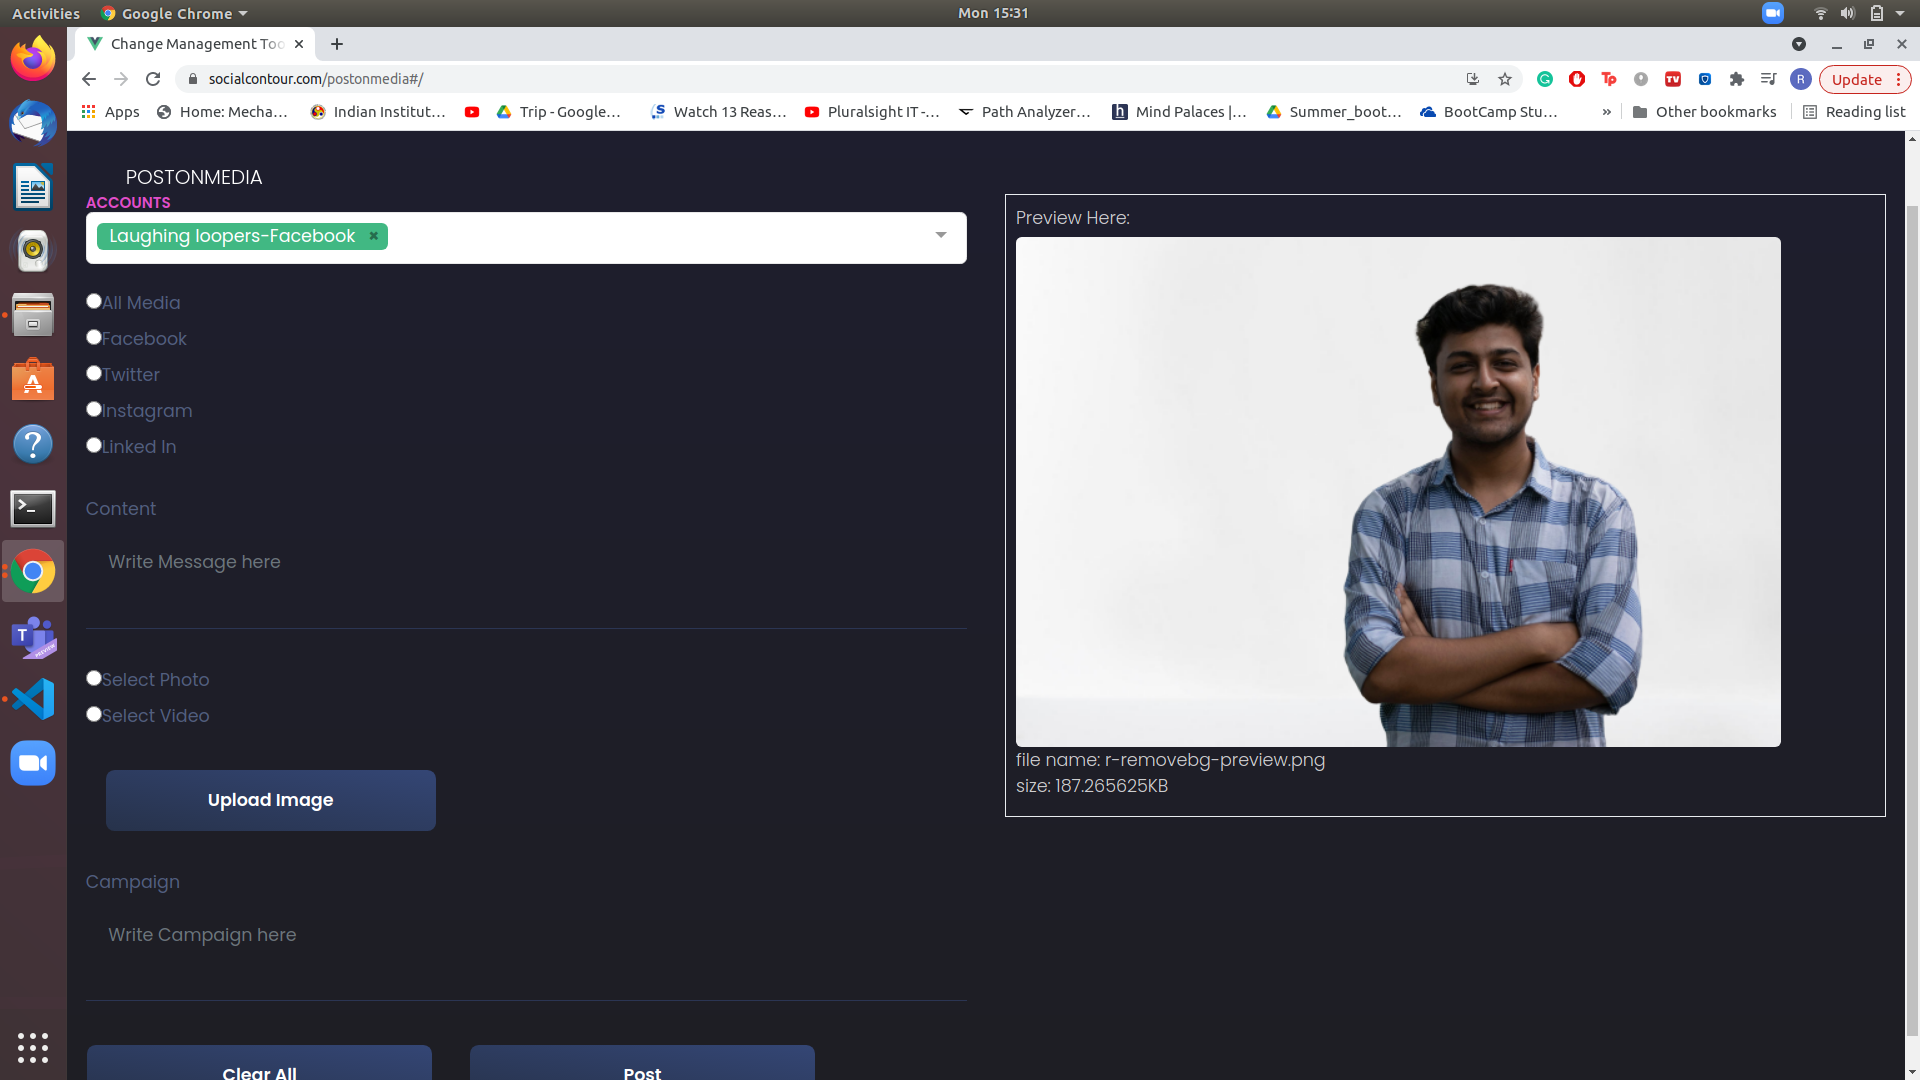 Activities Google Chrome Mon 15:31
Change Management Too
socialcontour.com/postonmedia#/ Update
Apps Home: Mecha... Indian Institut... Trip - Google... Watch 13 Reas... Pluralsight IT -... Path Analyzer... Mind Palaces |... Summer_boot... BootCamp Stu... » Other bookmarks Reading list
POSTONMEDIA
ACCOUNTS
Laughing loopers-Facebook
All Media
Facebook
Twitter
Instagram
Linked In
Content
Write Message here
Select Photo
Select Video
Upload Image
Campaign
Write Campaign here
Clear All Post
Preview Here:
file name: r-removebg-preview.png
size: 187.265625KB